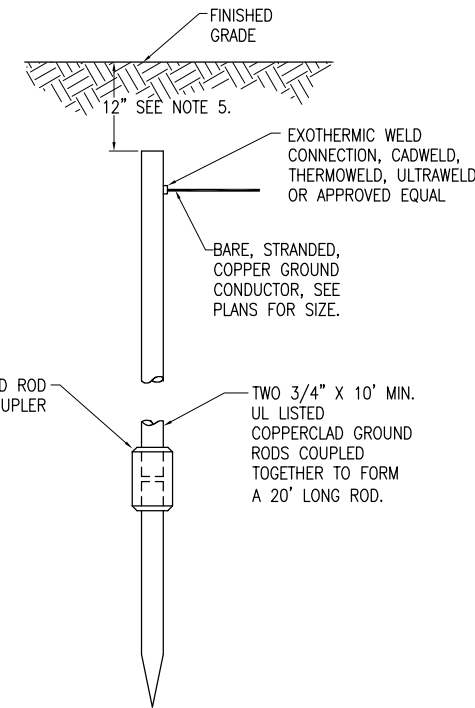 FINISHED
GRADE
12" SEE NOTE 5.
EXOTHERMIC WELD
CONNECTION, CADWELD,
THERMOWELD, ULTRAWELD
OR APPROVED EQUAL
BARE, STRANDED,
COPPER GROUND
CONDUCTOR, SEE
PLANS FOR SIZE.
ROD
TWO 3/4" X 10' MIN.
UL LISTED
COPPERCLAD GROUND
RODS COUPLED
TOGETHER TO FORM
A 20' LONG ROD.